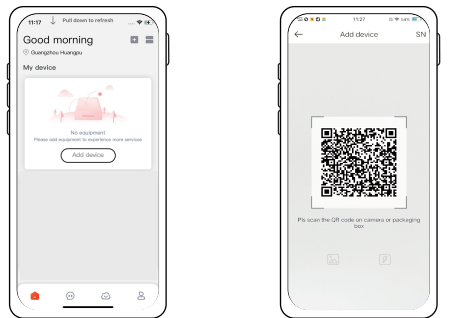 11:17
Pull down to refresh
Good morning
Guangzhou Huangpu
My device
No equipment
Please add equipment to experience more services
Add device
11:27
Add device
SN
Pls scan the QR code on camera or packaging
box